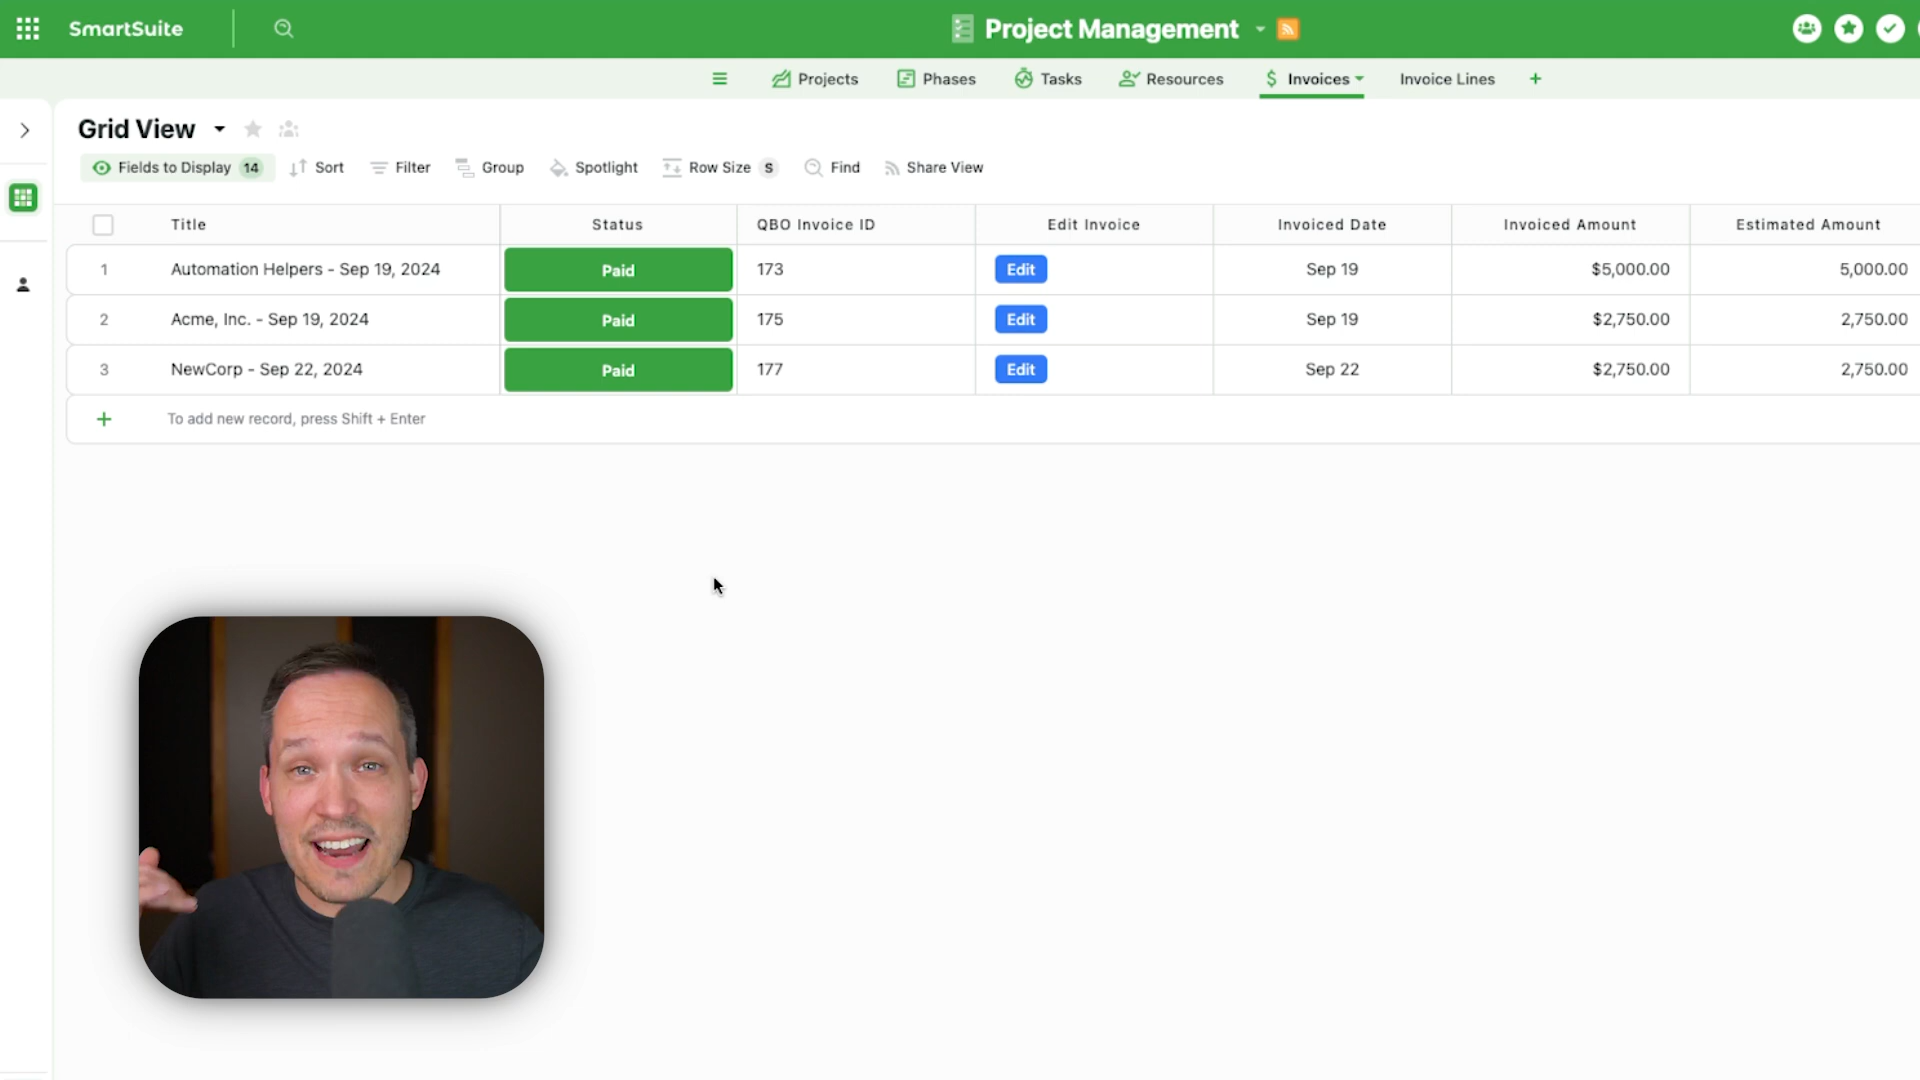 SmartSuite
Project Management
Projects Phases Tasks Resources $ Invoices Invoice Lines +
Grid View
Fields to Display 14 Sort Filter Group Spotlight Row Size S Find Share View
Title Status QBO Invoice ID Edit Invoice Invoiced Date Invoiced Amount Estimated Amount
1 Automation Helpers - Sep 19, 2024 Paid 173 Edit Sep 19 $5,000.00 5,000.00
2 Acme, Inc. - Sep 19, 2024 Paid 175 Edit Sep 19 $2,750.00 2,750.00
3 NewCorp - Sep 22, 2024 Paid 177 Edit Sep 22 $2,750.00 2,750.00
+ To add new record, press Shift + Enter